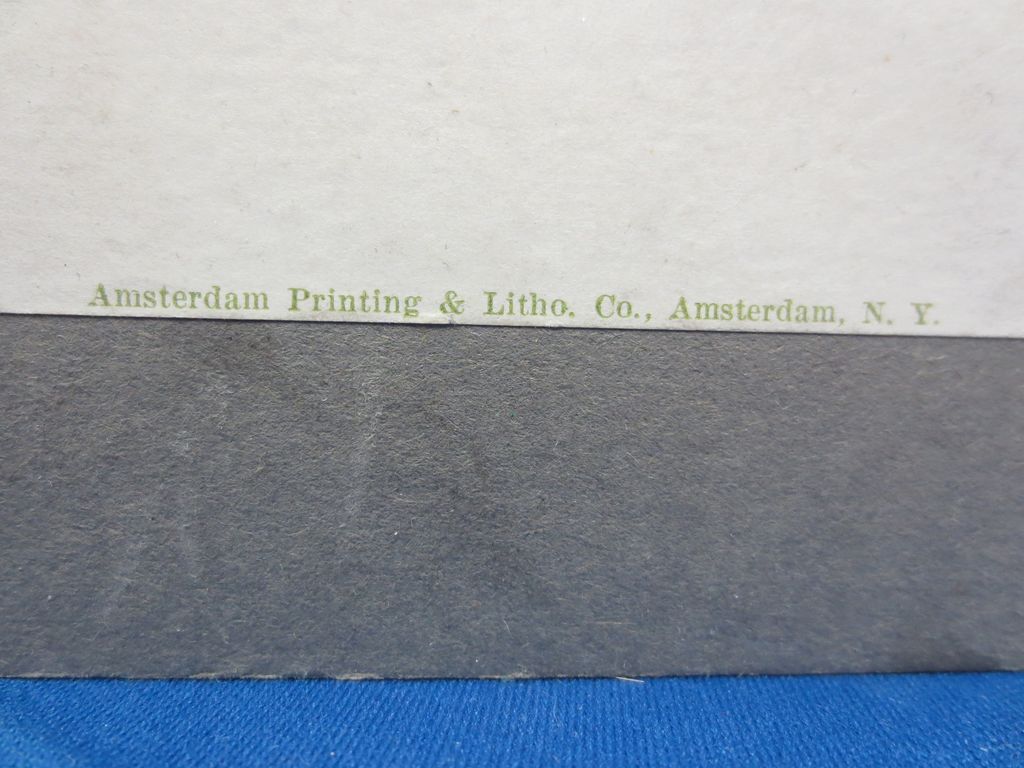 Amsterdam Printing & Litho. Co., Amsterdam, N. Y.